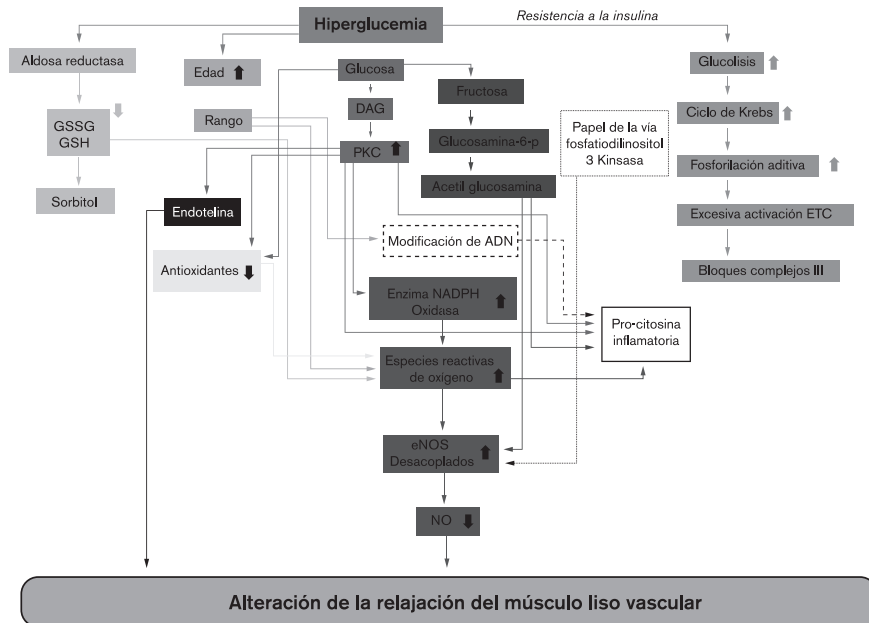 Hiperglucemia
Resistencia a la insulina
Aldosa reductasa
Edad
Glucosa
Glucolisis
Fructosa
DAG
GSSG
GSH
Rango
Ciclo de Krebs
Papel de la vía
fosfatiodilinositol
3 Kinsasa
Glucosamina-6-p
PKC
Fosforilación aditiva
Acetil glucosamina
Sorbitol
Endotelina
Excesiva activación ETC
Modificación de ADN
Antioxidantes
Bloques complejos III
Enzima NADPH
Oxidasa
Pro-citosina
inflamatoria
Especies reactivas
de oxígeno
eNOS
Desacoplados
NO
Alteración de la relajación del músculo liso vascular